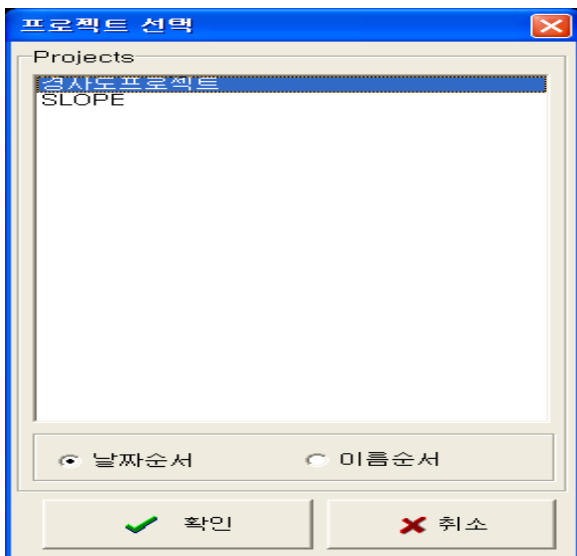 프로젝트 선택
Projects
경사도프로젝트
SLOPE
날짜순서 이름순서
확인 취소